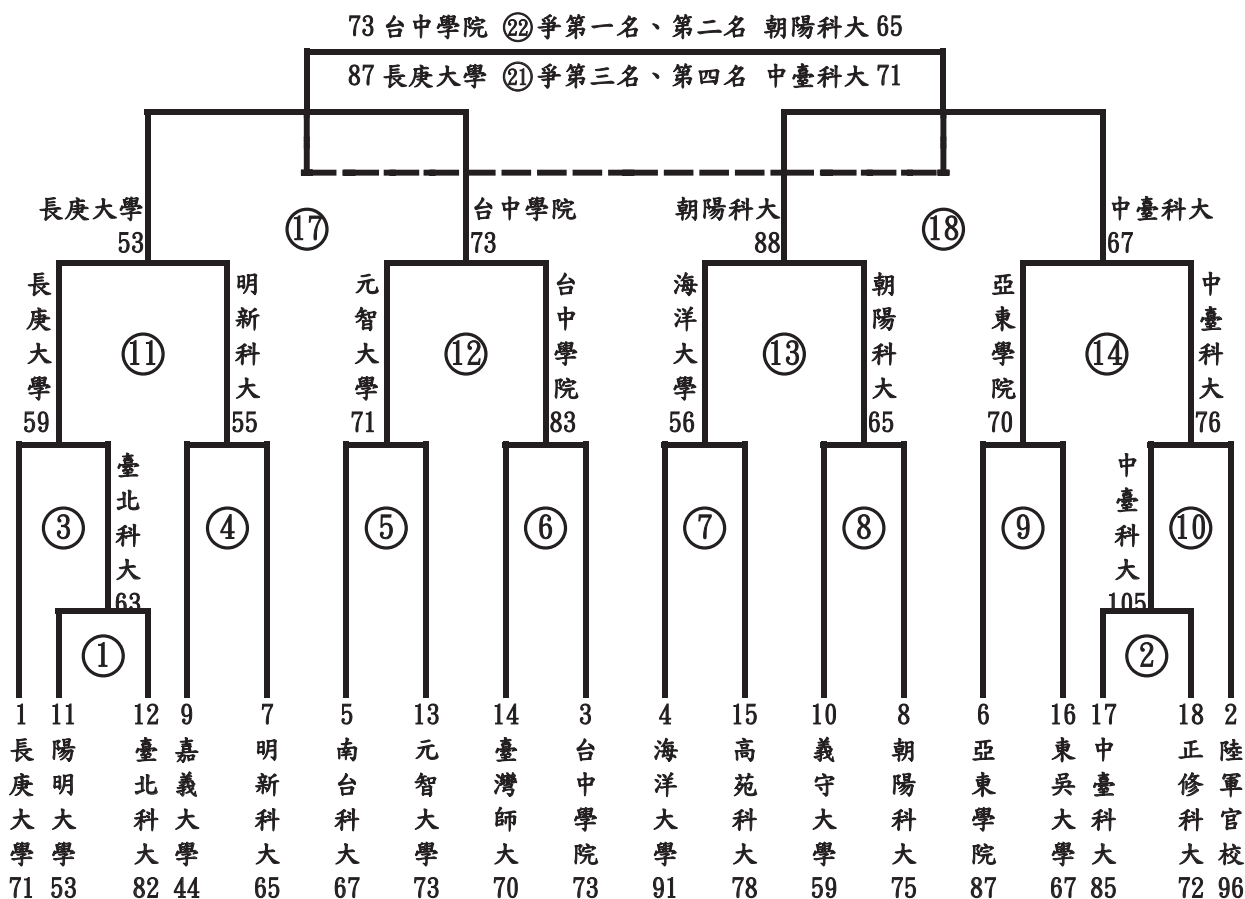 73 台中學院 ㉒爭第一名、第二名 朝陽科大 65
87 長庚大學 ㉑爭第三名、第四名 中臺科大 71
長庚大學
53
⑰
台中學院
73
朝陽科大
88
⑱
中臺科大
67
長庚大學
59
⑪
明新科大
55
元智大學
71
⑫
台中學院
83
海洋大學
56
⑬
朝陽科大
65
亞東學院
70
⑭
中臺科大
76
③
臺北科大
63
④
⑤
⑥
⑦
⑧
⑨
中臺科大
105
⑩
①
②
1
長庚大學
71
11
陽明大學
53
12
臺北科大
82
9
嘉義大學
44
7
明新科大
65
5
南台科大
67
13
元智大學
73
14
臺灣師大
70
3
台中學院
73
4
海洋大學
91
15
高苑科大
78
10
義守大學
59
8
朝陽科大
75
6
亞東學院
87
16
東吳大學
67
17
中臺科大
85
18
正修科大
72
2
陸軍官校
96